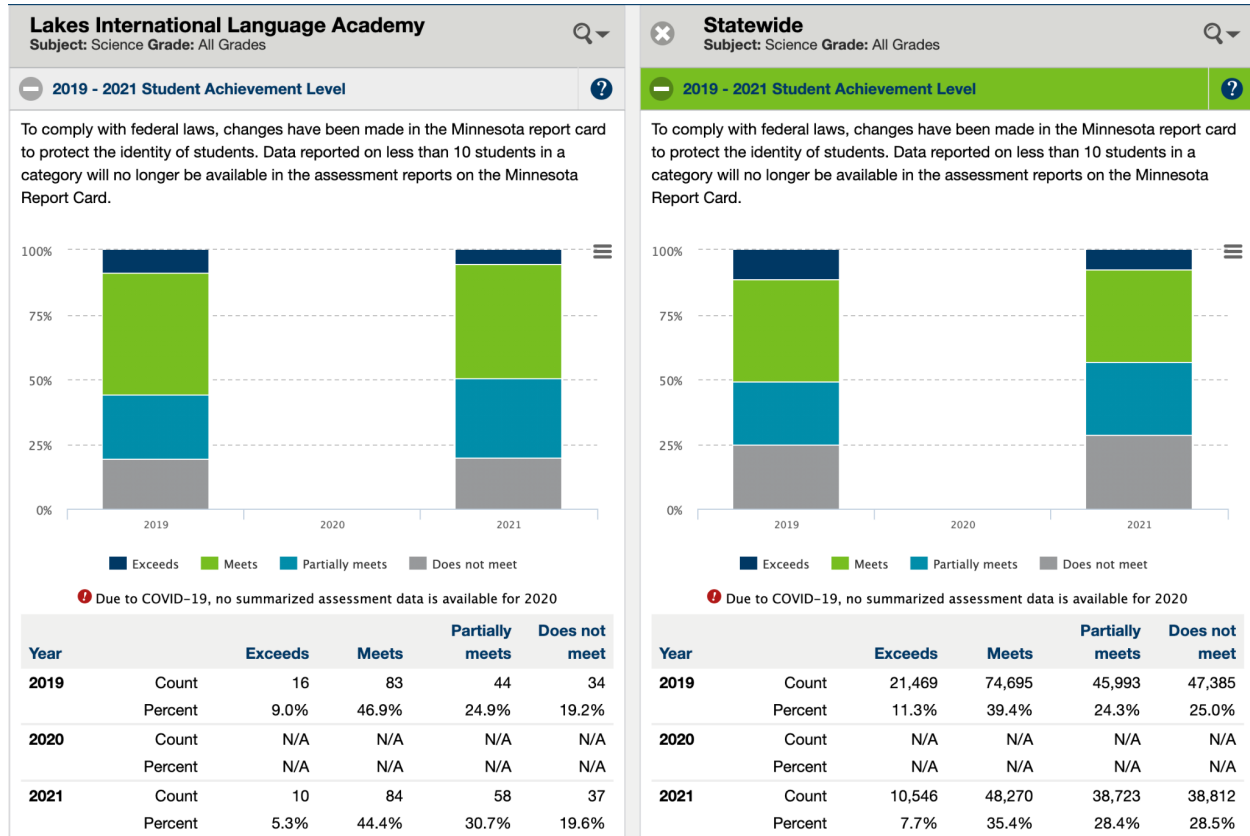 Lakes International Language Academy
Subject: Science Grade: All Grades
2019 - 2021 Student Achievement Level
?
To comply with federal laws, changes have been made in the Minnesota report card
to protect the identity of students. Data reported on less than 10 students in a
category will no longer be available in the assessment reports on the Minnesota
Report Card.
100%
75%
50%
25%
0%
2019 2020 2021
Exceeds Meets Partially meets Does not meet
! Due to COVID-19, no summarized assessment data is available for 2020
Year Exceeds Meets Partially meets Does not meet
2019 Count 16 83 44 34
Percent 9.0% 46.9% 24.9% 19.2%
2020 Count N/A N/A N/A N/A
Percent N/A N/A N/A N/A
2021 Count 10 84 58 37
Percent 5.3% 44.4% 30.7% 19.6%
Statewide
Subject: Science Grade: All Grades
2019 - 2021 Student Achievement Level
?
To comply with federal laws, changes have been made in the Minnesota report card
to protect the identity of students. Data reported on less than 10 students in a
category will no longer be available in the assessment reports on the Minnesota
Report Card.
100%
75%
50%
25%
0%
2019 2020 2021
Exceeds Meets Partially meets Does not meet
! Due to COVID-19, no summarized assessment data is available for 2020
Year Exceeds Meets Partially meets Does not meet
2019 Count 21,469 74,695 45,993 47,385
Percent 11.3% 39.4% 24.3% 25.0%
2020 Count N/A N/A N/A N/A
Percent N/A N/A N/A N/A
2021 Count 10,546 48,270 38,723 38,812
Percent 7.7% 35.4% 28.4% 28.5%